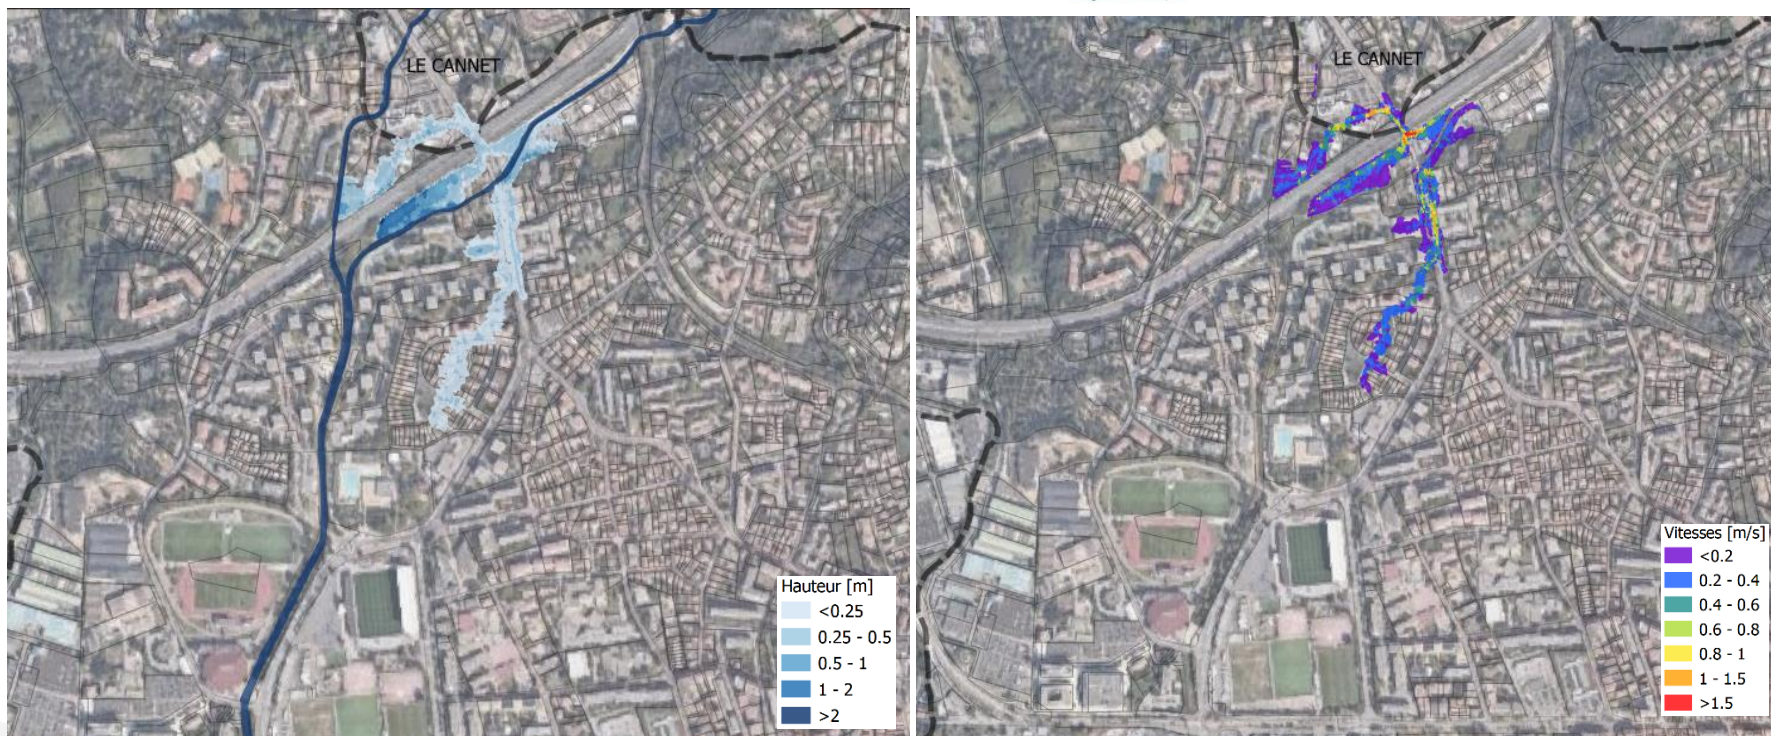 LE CANNET
Hauteur [m]
<0.25
0.25 - 0.5
0.5 - 1
1 - 2
>2
LE CANNET
Vitesses [m/s]
<0.2
0.2 - 0.4
0.4 - 0.6
0.6 - 0.8
0.8 - 1
1 - 1.5
>1.5